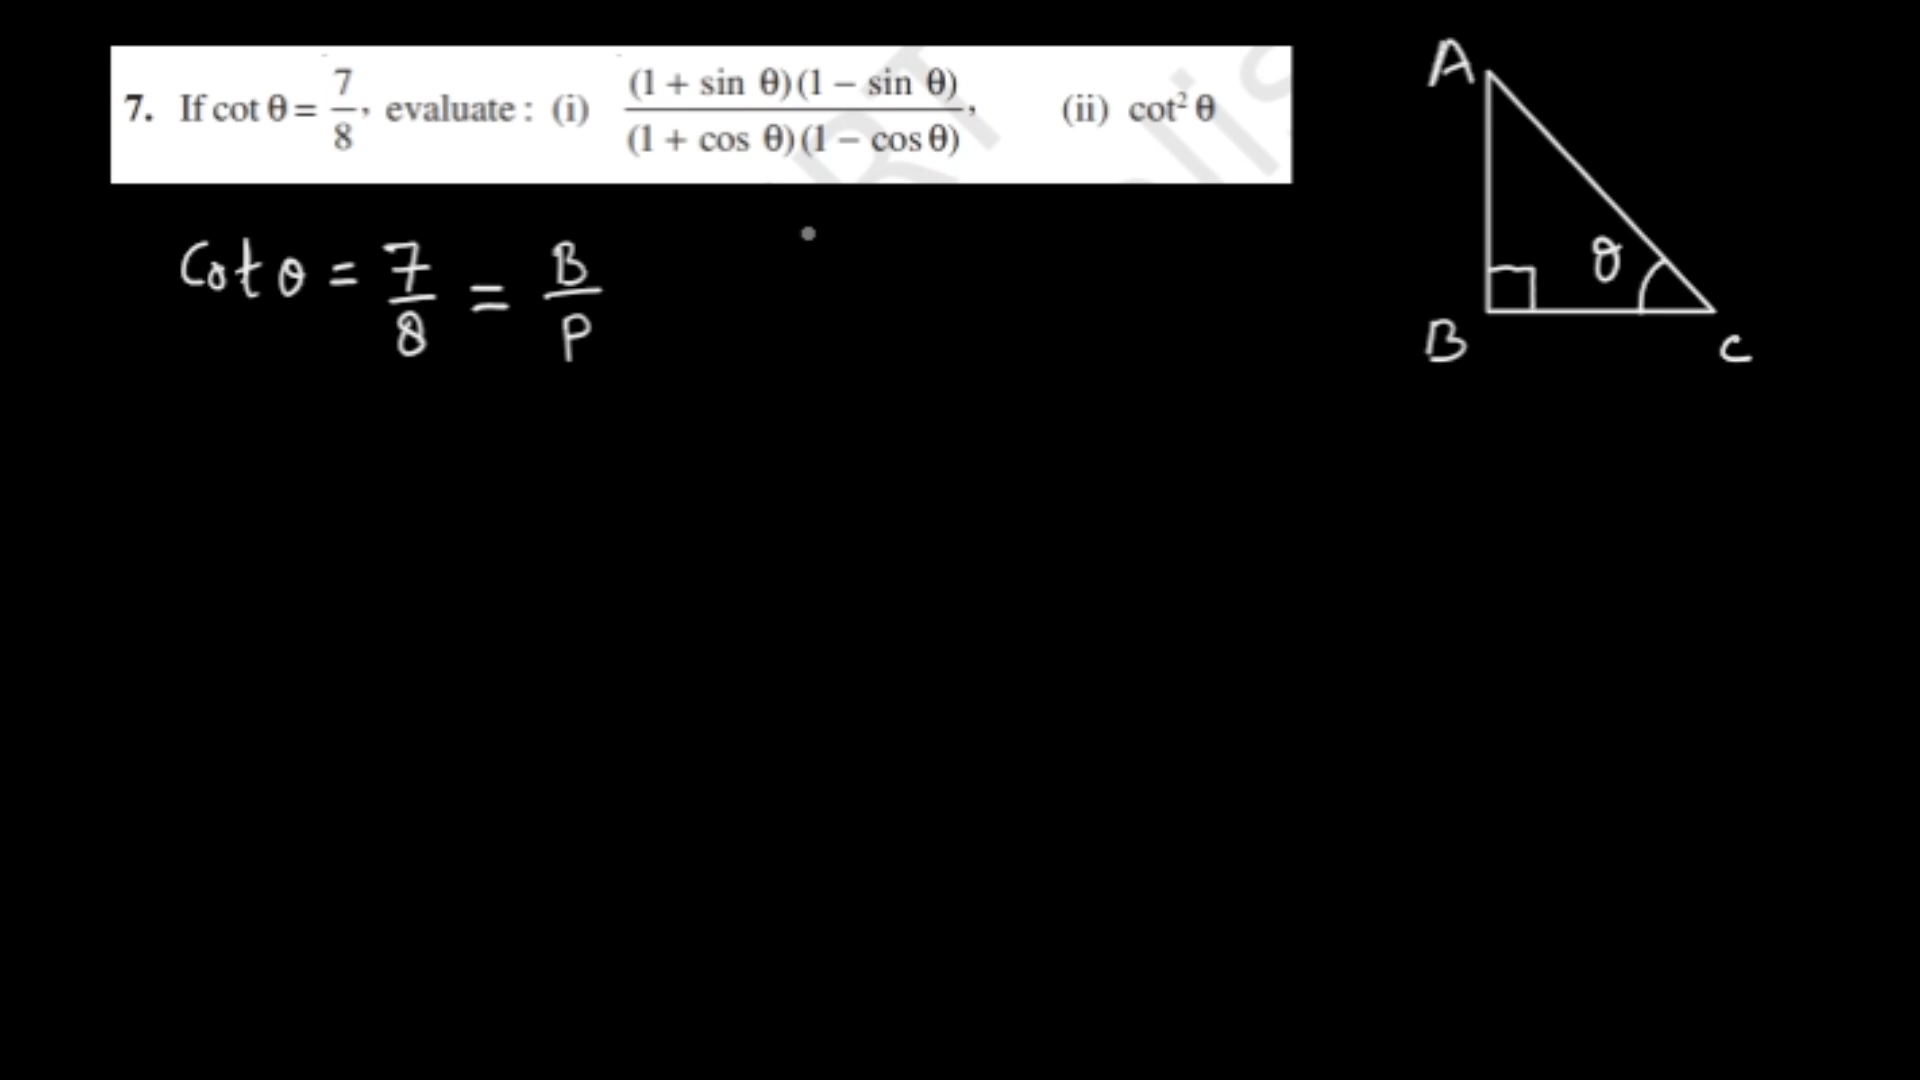 7. If cot θ = 7/8, evaluate : (i) (1 + sin θ)(1 – sin θ)/(1 + cos θ)(1 – cos θ), (ii) cot² θ
Cot θ = 7/8 = B/P
A
θ
B C